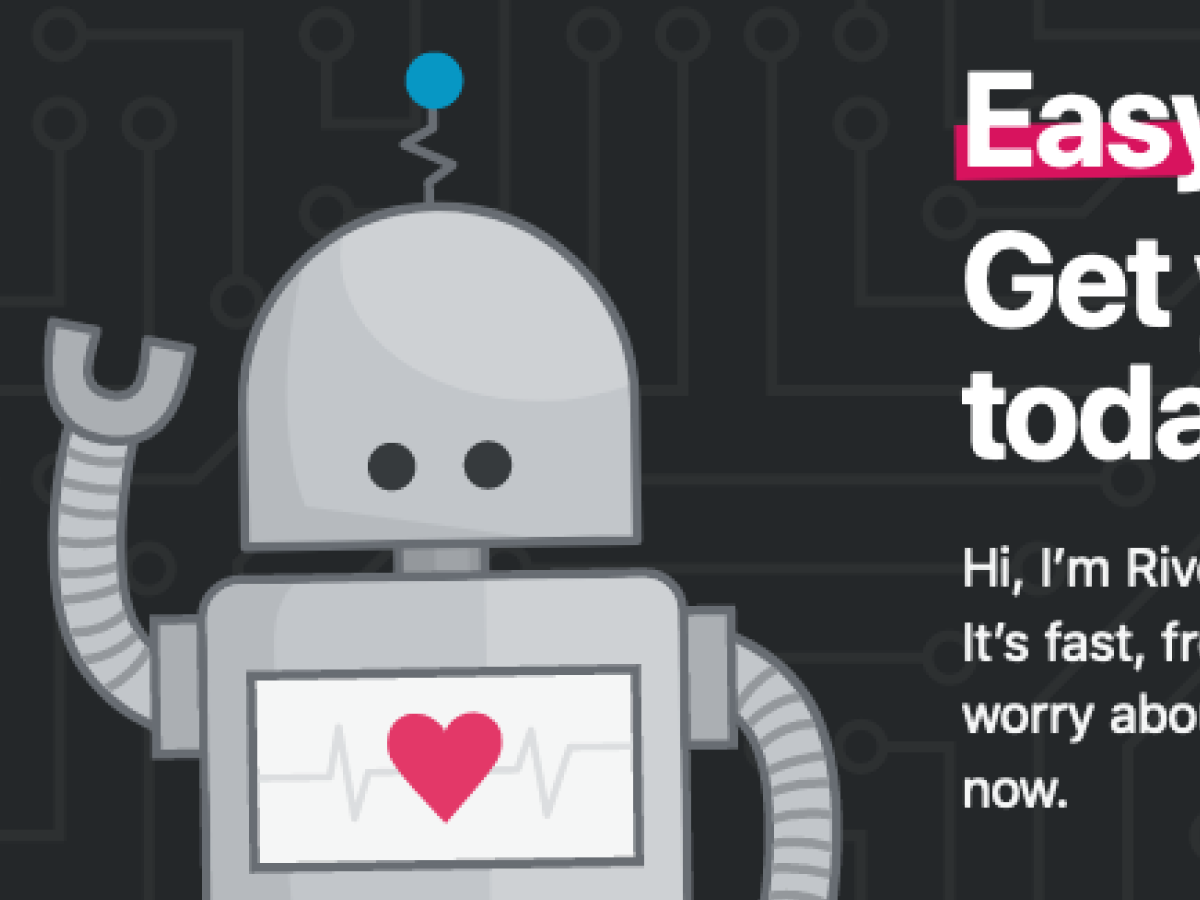 Easy
Get
toda
Hi, I’m Riv
It’s fast, fr
worry abo
now.